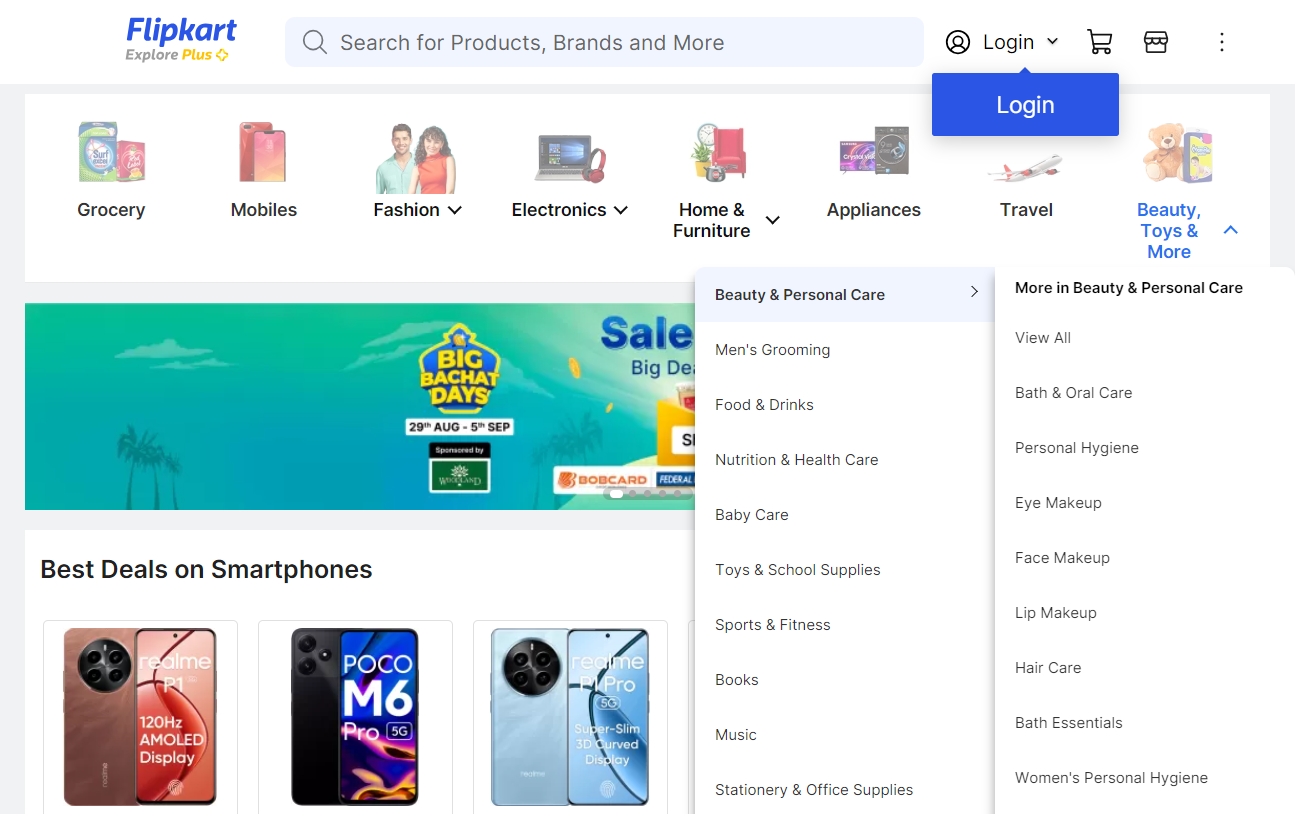 Flipkart
Explore Plus
Search for Products, Brands and More
Login
Login
Surf
excel
Grocery
Mobiles
Fashion
Electronics
Home &
Furniture
Appliances
Travel
Beauty,
Toys &
More
BIG
BACHAT
DAYS
29th AUG - 5th SEP
Sponsored by
WOODLAND
Sale
Big Dea
BOBCARD
FEDERAL
Beauty & Personal Care
Men's Grooming
Food & Drinks
Nutrition & Health Care
Baby Care
Toys & School Supplies
Sports & Fitness
Books
Music
Stationery & Office Supplies
More in Beauty & Personal Care
View All
Bath & Oral Care
Personal Hygiene
Eye Makeup
Face Makeup
Lip Makeup
Hair Care
Bath Essentials
Women's Personal Hygiene
Best Deals on Smartphones
realme
P1
120Hz
AMOLED
Display
realme
POCO
M6
Pro 5G
realme
P1 Pro
5G
Super-Slim
3D Curved
Display
realme